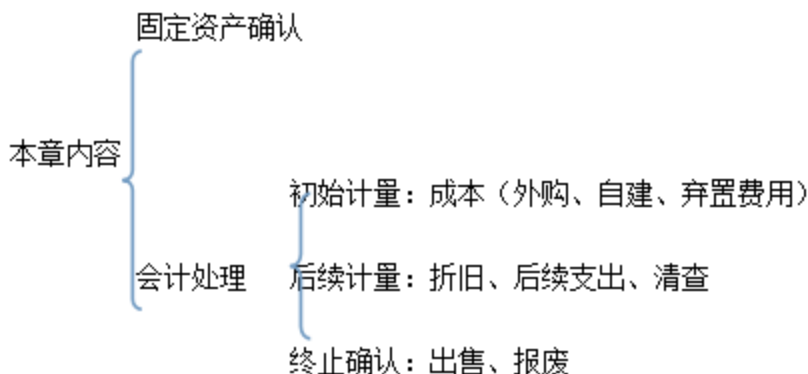 固定资产确认
本章内容
初始计量：成本（外购、自建、弃置费用）
会计处理
后续计量：折旧、后续支出、清查
终止确认：出售、报废